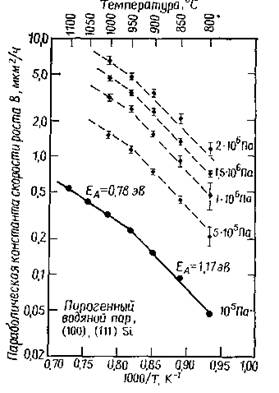 Температура, °С
1100 1050 1000 950 900 850 800°
Параболическая константа скорости роста B, мкм²/ч
10,0
5,0
2,0
1,0
0,5
0,2
0,1
0,05
0,02
2·10⁶Па
1,5·10⁶Па
1·10⁶Па
5·10⁵Па
10⁵Па
E_A=0,78 эВ
E_A=1,17эВ
Пирогенный
водяной пар,
(100), (111) Si
0,70 0,75 0,80 0,85 0,90 0,95 1,00
1000/T, K⁻¹